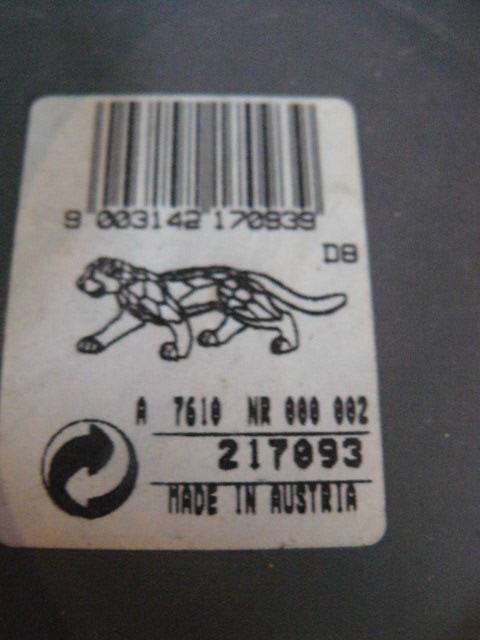 9 003142 170939
D8
A 7610 NR 000 002
217093
MADE IN AUSTRIA